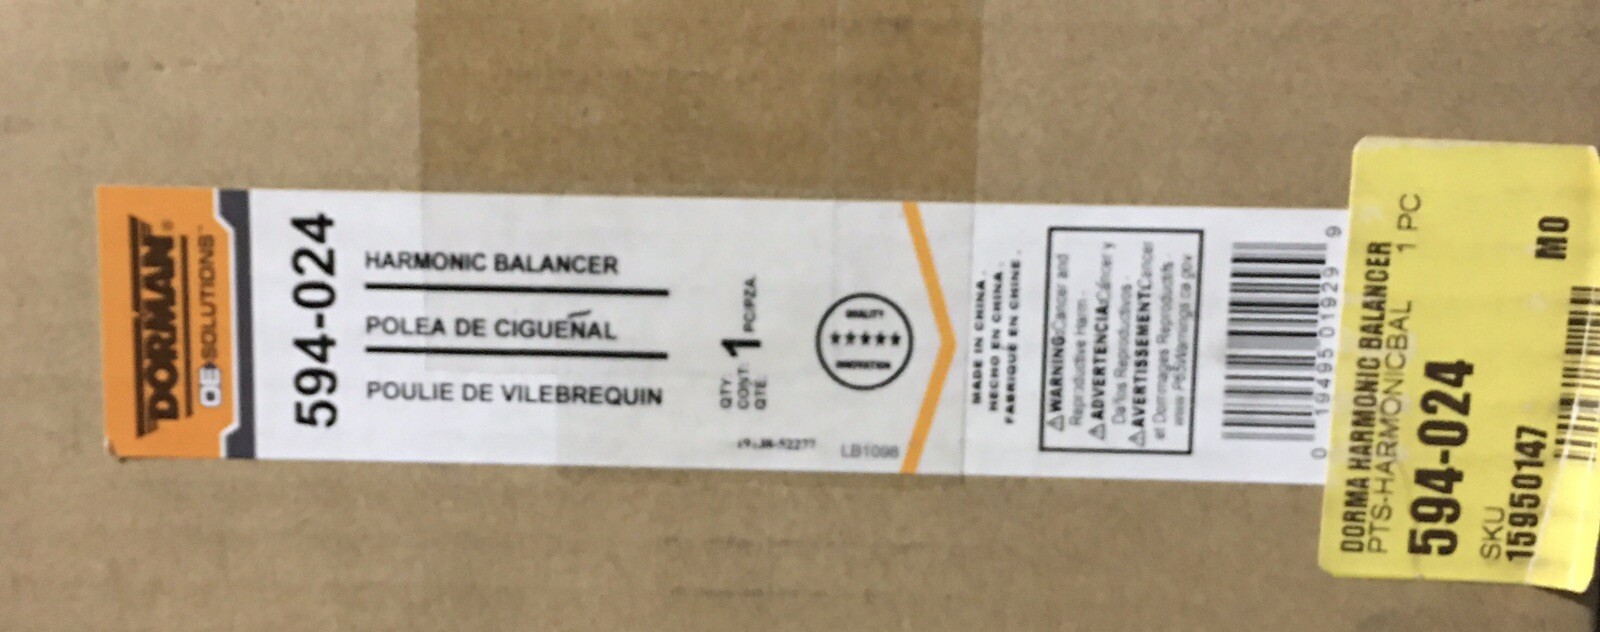 DORMAN®
OE-SOLUTIONS™
594-024
HARMONIC BALANCER
POLEA DE CIGUEÑAL
POULIE DE VILEBREQUIN
QTY:
CONT: 1 PC/PZA
QTE:
LB1098
QUALITY
★★★★★
INNOVATION
MADE IN CHINA.
HECHO EN CHINA.
FABRIQUÉ EN CHINE.
⚠WARNING:Cancer and
Reproductive Harm.
⚠ADVERTENCIA:Cáncer y
Daños Reproductivos.
⚠AVERTISSEMENT:Cancer
et Dommages Reproductifs
www.P65Warnings.ca.gov
0 19495 01929 9
DORMA HARMONIC BALANCER
PTS-HARMONICBAL 1 PC
594-024
SKU
15950147 MO